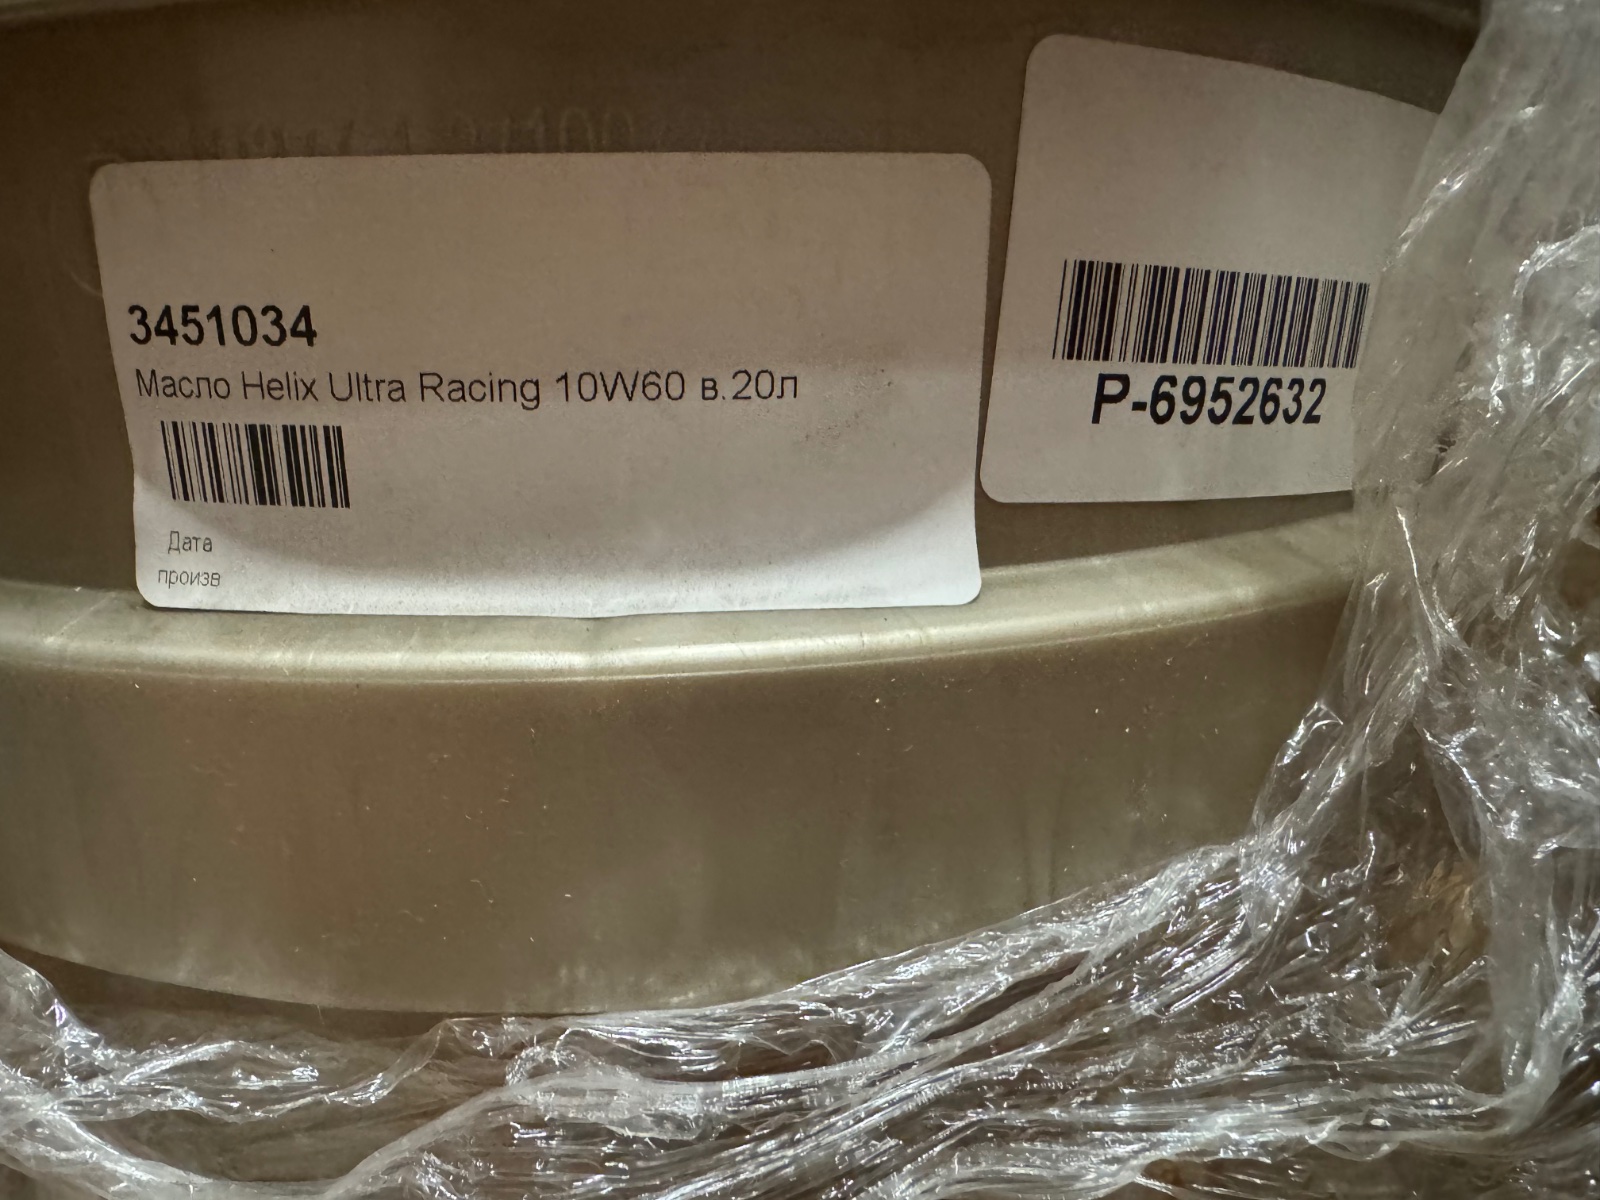 3451034
Масло Helix Ultra Racing 10W60 в.20л
Дата
произв
P-6952632